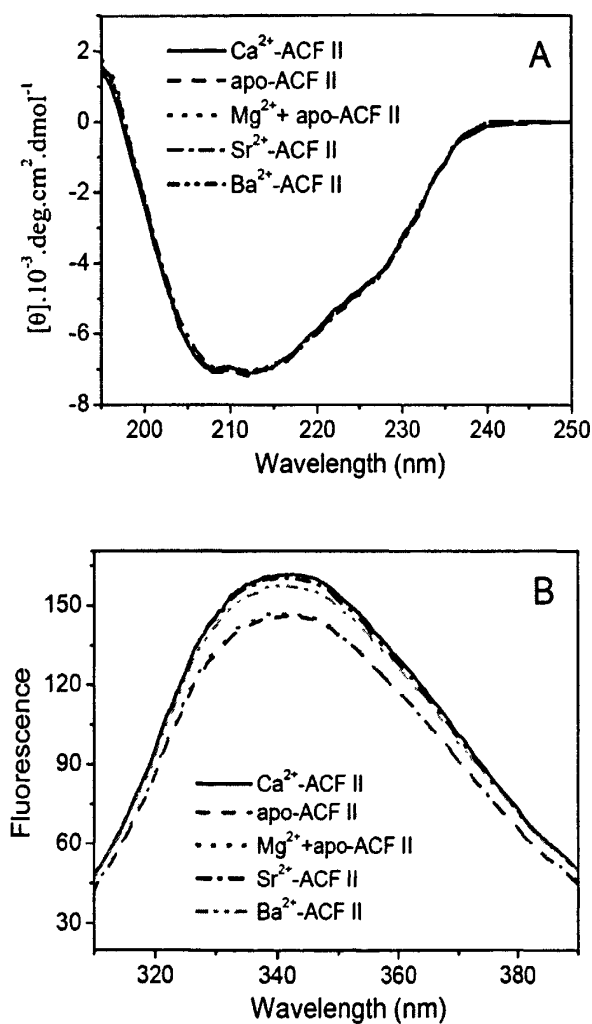 A
Ca²⁺-ACF II
apo-ACF II
Mg²⁺+ apo-ACF II
Sr²⁺-ACF II
Ba²⁺-ACF II
[θ].10⁻³.deg.cm².dmol⁻¹
2
0
-2
-4
-6
-8
200 210 220 230 240 250
Wavelength (nm)
B
Fluorescence
150
120
90
60
30
Ca²⁺-ACF II
apo-ACF II
Mg²⁺+apo-ACF II
Sr²⁺-ACF II
Ba²⁺-ACF II
320 340 360 380
Wavelength (nm)